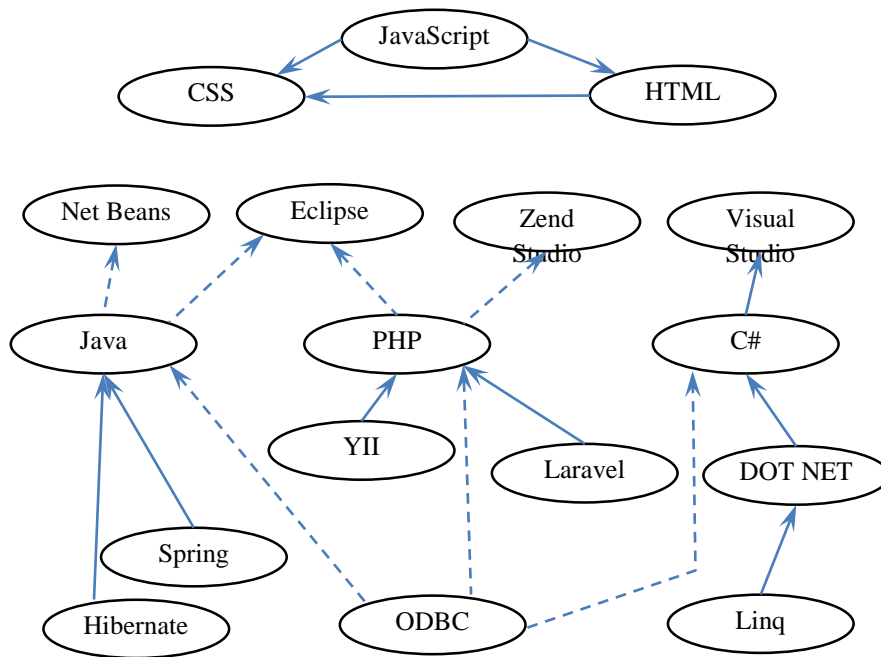 JavaScript
CSS
HTML
Net Beans
Eclipse
Zend
Studio
Visual
Studio
Java
PHP
C#
YII
Laravel
DOT NET
Spring
Hibernate
ODBC
Linq